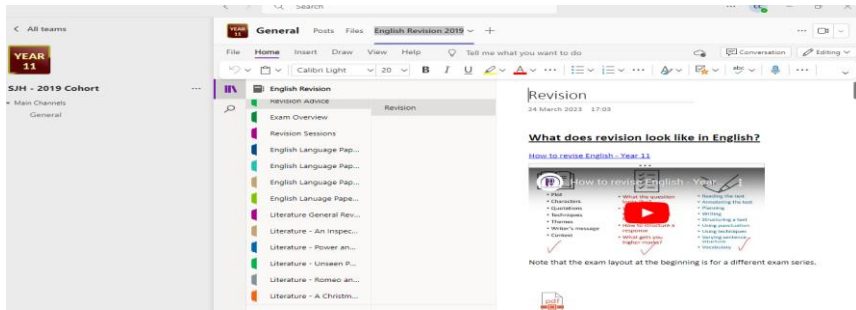 Search
< All teams
YEAR 11
General Posts Files English Revision 2019
File Home Insert Draw View Help Tell me what you want to do Conversation Editing
Calibri Light 20 B I U A
YEAR
11
SJH - 2019 Cohort
Main Channels
General
English Revision
Revision Advice
Exam Overview
Revision Sessions
English Language Pap...
English Language Pap...
English Language Pap...
English Lanuage Pape...
Literature General Rev...
Literature - An Inspec...
Literature - Power an...
Literature - Unseen P...
Literature - Romeo an...
Literature - A Christm...
Revision
Revision
24 March 2023 17:03
What does revision look like in English?
How to revise English - Year 11
How to revise English - Year 1
• Plot
• Characters
• Quotations
• Techniques
• Themes
• Writer's message
• Context
• What the question
• How to structure a
response
• What gets you
higher marks?
• Reading the text
• Annotating the text
• Planning
• Writing
• Structuring a text
• Using punctuation
• Using techniques
• Varying sentence
structure
• Vocabulary
Note that the exam layout at the beginning is for a different exam series.
pdf